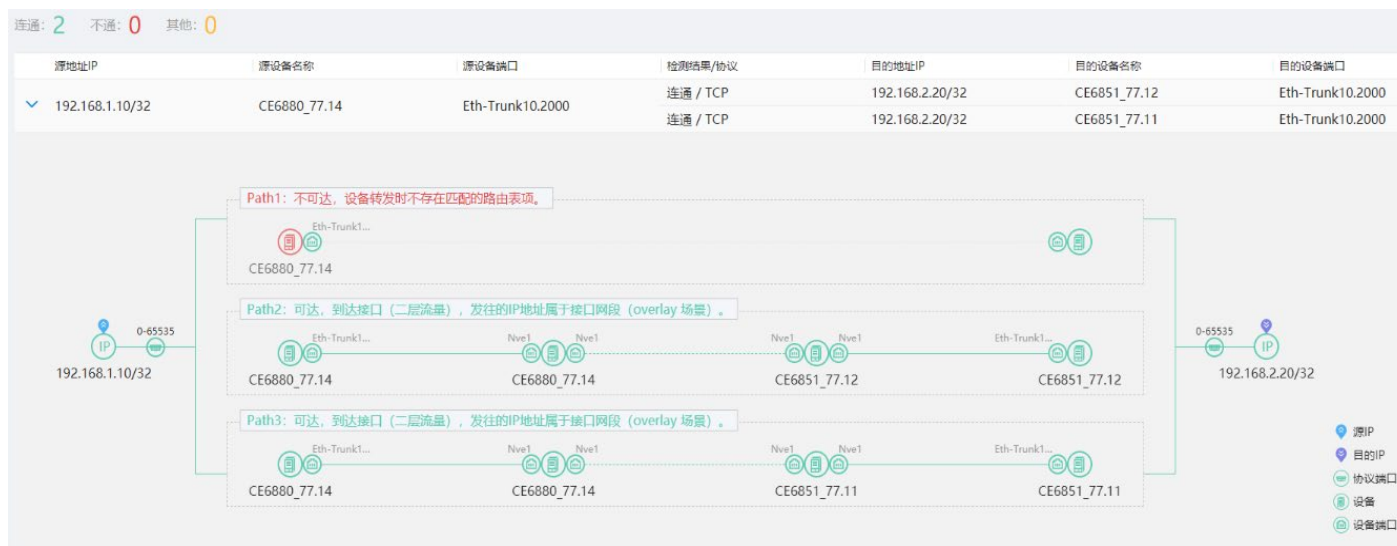 连通: 2 不通: 0 其他: 0
源地址IP 源设备名称 源设备端口 检测结果/协议 目的地址IP 目的设备名称 目的设备端口
192.168.1.10/32 CE6880_77.14 Eth-Trunk10.2000 连通 / TCP 192.168.2.20/32 CE6851_77.12 Eth-Trunk10.2000
连通 / TCP 192.168.2.20/32 CE6851_77.11 Eth-Trunk10.2000
Path1：不可达，设备转发时不存在匹配的路由表项。
Eth-Trunk1...
CE6880_77.14
Path2：可达，到达接口（二层流量），发往的IP地址属于接口网段（overlay 场景）。
Eth-Trunk1... Nve1 Nve1 Nve1 Nve1 Eth-Trunk1...
CE6880_77.14 CE6880_77.14 CE6851_77.12 CE6851_77.12
0-65535
IP
192.168.1.10/32
0-65535
IP
192.168.2.20/32
Path3：可达，到达接口（二层流量），发往的IP地址属于接口网段（overlay 场景）。
Eth-Trunk1... Nve1 Nve1 Nve1 Nve1 Eth-Trunk1...
CE6880_77.14 CE6880_77.14 CE6851_77.11 CE6851_77.11
源IP
目的IP
协议端口
设备
设备端口